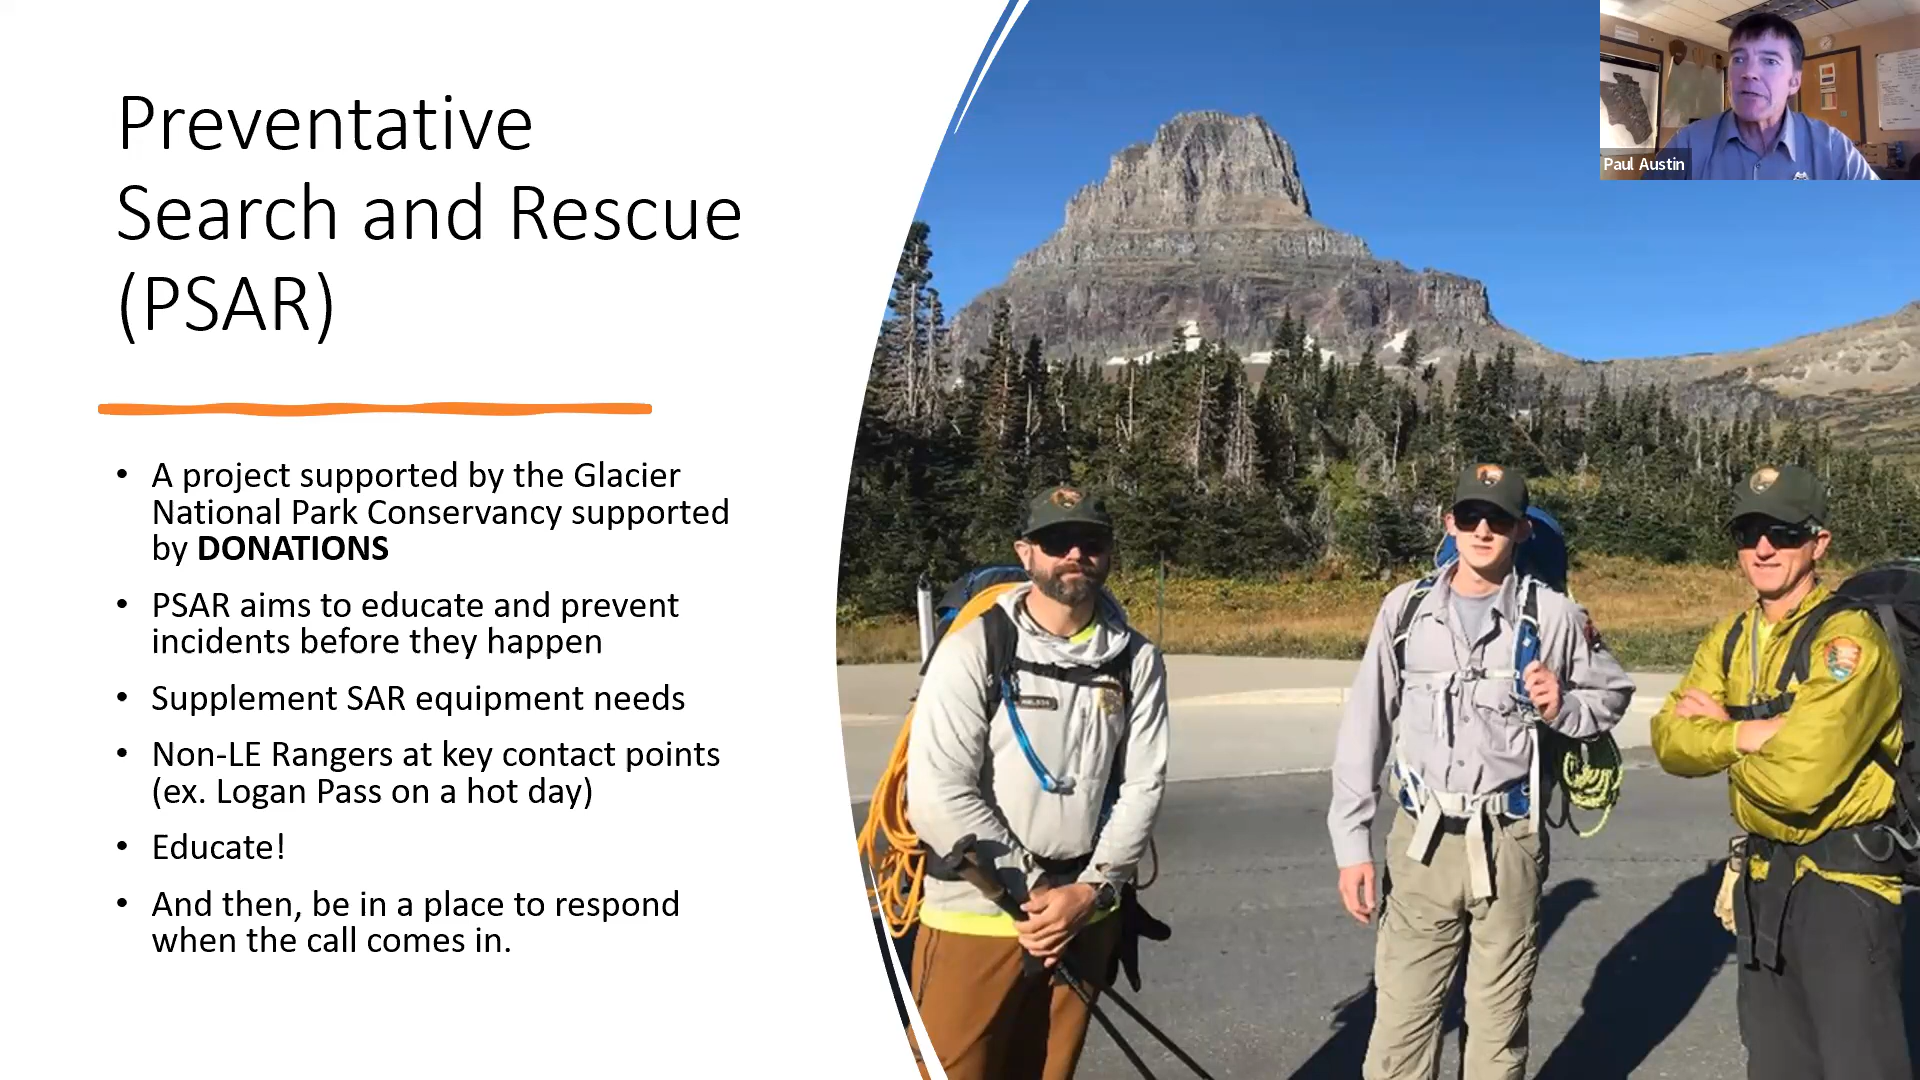 Preventative
Search and Rescue
(PSAR)
• A project supported by the Glacier
National Park Conservancy supported
by DONATIONS
• PSAR aims to educate and prevent
incidents before they happen
• Supplement SAR equipment needs
• Non-LE Rangers at key contact points
(ex. Logan Pass on a hot day)
• Educate!
• And then, be in a place to respond
when the call comes in.
Paul Austin